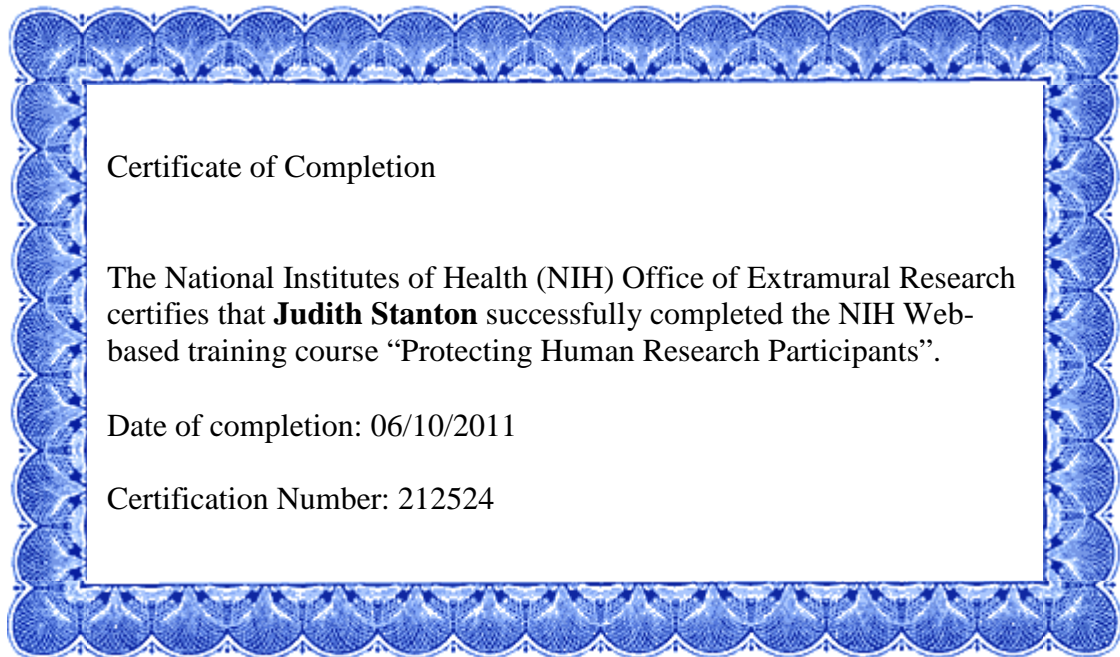 Certificate of Completion
The National Institutes of Health (NIH) Office of Extramural Research
certifies that Judith Stanton successfully completed the NIH Web-
based training course “Protecting Human Research Participants”.
Date of completion: 06/10/2011
Certification Number: 212524